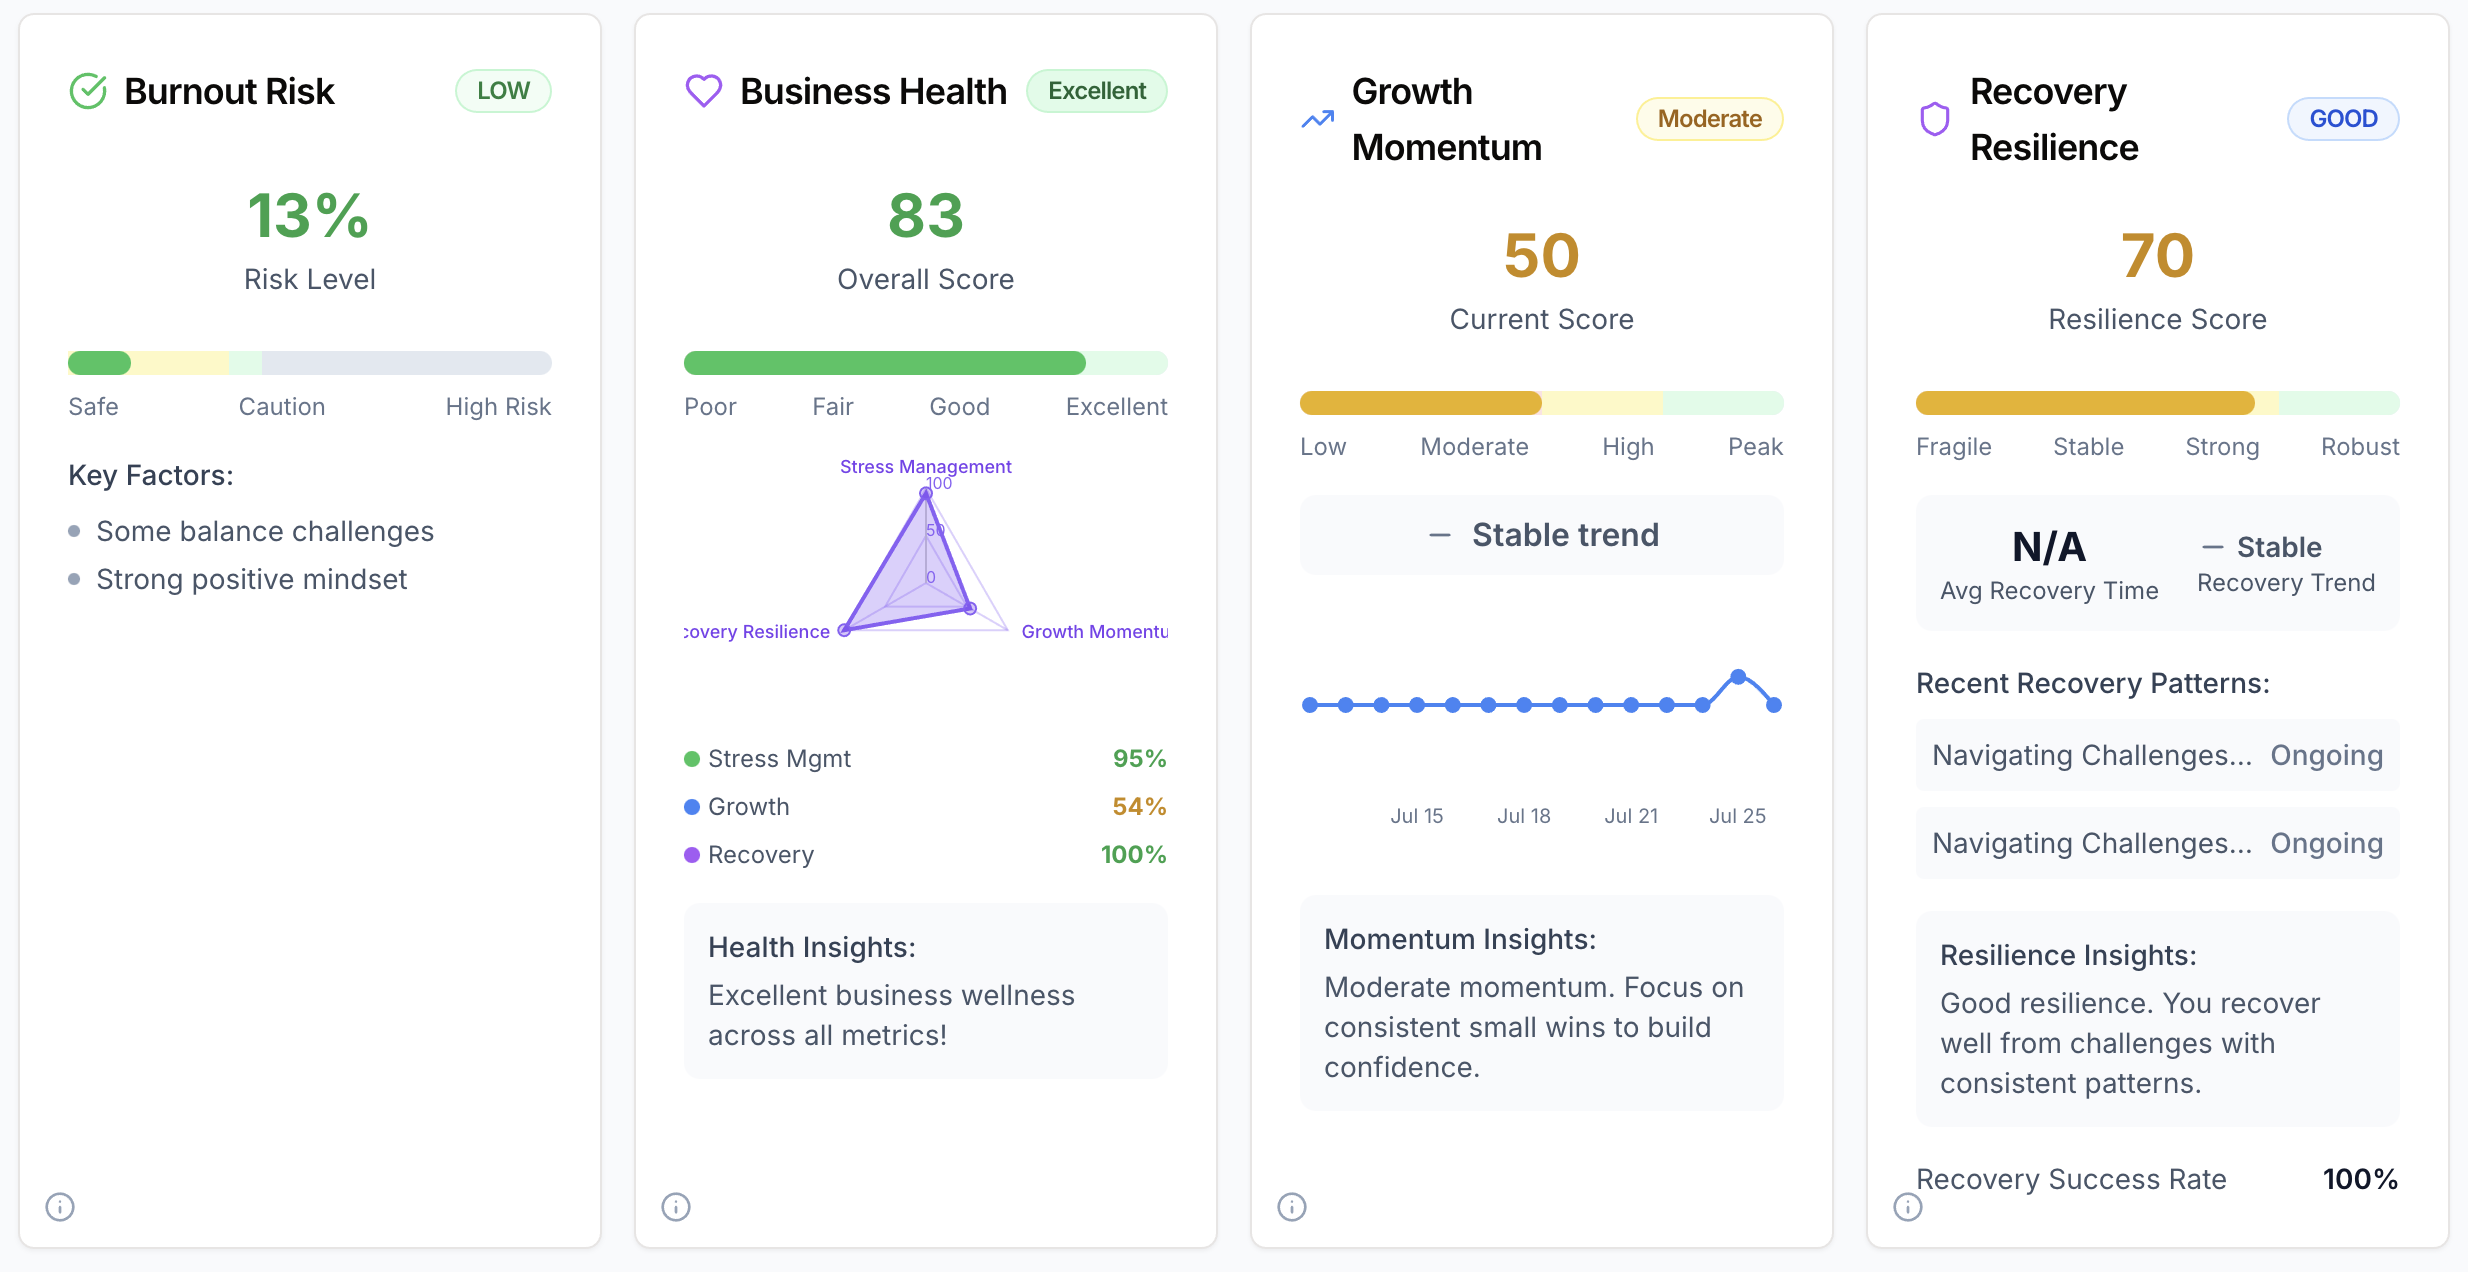 Burnout Risk
LOW
13%
Risk Level
Safe Caution High Risk
Key Factors:
Some balance challenges
Strong positive mindset
Business Health
Excellent
83
Overall Score
Poor Fair Good Excellent
Stress Management
100
50
0
covery Resilience
Growth Momentu
Stress Mgmt 95%
Growth 54%
Recovery 100%
Health Insights:
Excellent business wellness
across all metrics!
Growth
Momentum
Moderate
50
Current Score
Low Moderate High Peak
Stable trend
Jul 15 Jul 18 Jul 21 Jul 25
Momentum Insights:
Moderate momentum. Focus on
consistent small wins to build
confidence.
Recovery
Resilience
GOOD
70
Resilience Score
Fragile Stable Strong Robust
N/A
Avg Recovery Time
Stable
Recovery Trend
Recent Recovery Patterns:
Navigating Challenges... Ongoing
Navigating Challenges... Ongoing
Resilience Insights:
Good resilience. You recover
well from challenges with
consistent patterns.
Recovery Success Rate 100%